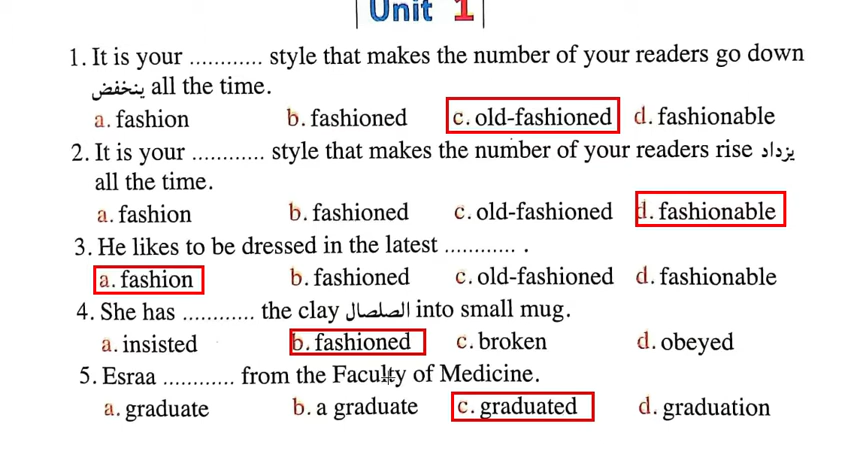 Unit 1
1. It is your ............ style that makes the number of your readers go down
ينخفض all the time.
a. fashion b. fashioned c. old-fashioned d. fashionable
2. It is your ............ style that makes the number of your readers rise يزداد
all the time.
a. fashion b. fashioned c. old-fashioned d. fashionable
3. He likes to be dressed in the latest ............ .
a. fashion b. fashioned c. old-fashioned d. fashionable
4. She has ............ the clay الصلصال into small mug.
a. insisted b. fashioned c. broken d. obeyed
5. Esraa ............ from the Faculty of Medicine.
a. graduate b. a graduate c. graduated d. graduation